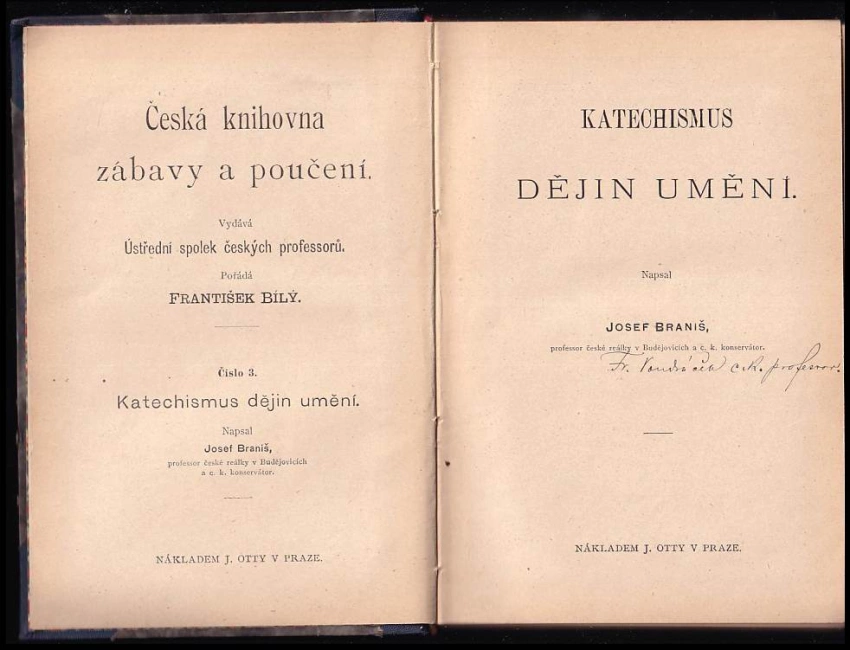 Česká knihovna
zábavy a poučení.
Vydává
Ústřední spolek českých professorů.
Pořádá
FRANTIŠEK BÍLÝ.
Číslo 3.
Katechismus dějin umění.
Napsal
Josef Braniš,
professor české reálky v Budějovicích
a c. k. konservátor.
NÁKLADEM J. OTTY V PRAZE.
KATECHISMUS
DĚJIN UMĚNÍ.
Napsal
JOSEF BRANIŠ,
professor české reálky v Budějovicích a c. k. konservátor.
Fr. Vondráček c. k. professor.
NÁKLADEM J. OTTY V PRAZE.